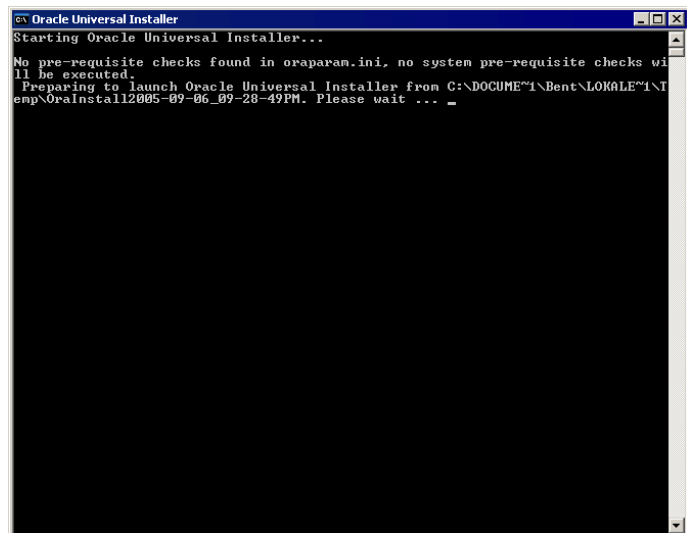 Oracle Universal Installer
Starting Oracle Universal Installer...
No pre-requisite checks found in oraparam.ini, no system pre-requisite checks wi
ll be executed.
Preparing to launch Oracle Universal Installer from C:\DOCUME~1\Bent\LOKALE~1\T
emp\OraInstall2005-09-06_09-28-49PM. Please wait ... _